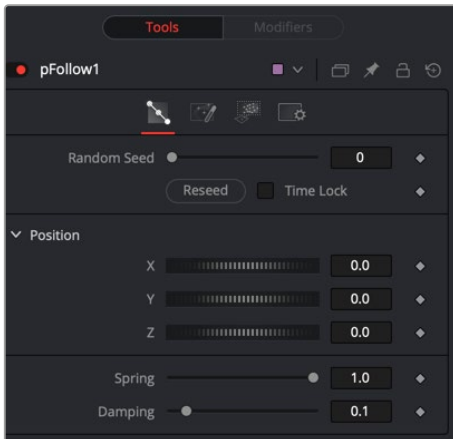 Tools Modifiers
pFollow1
Random Seed 0
Reseed Time Lock
Position
X 0.0
Y 0.0
Z 0.0
Spring 1.0
Damping 0.1